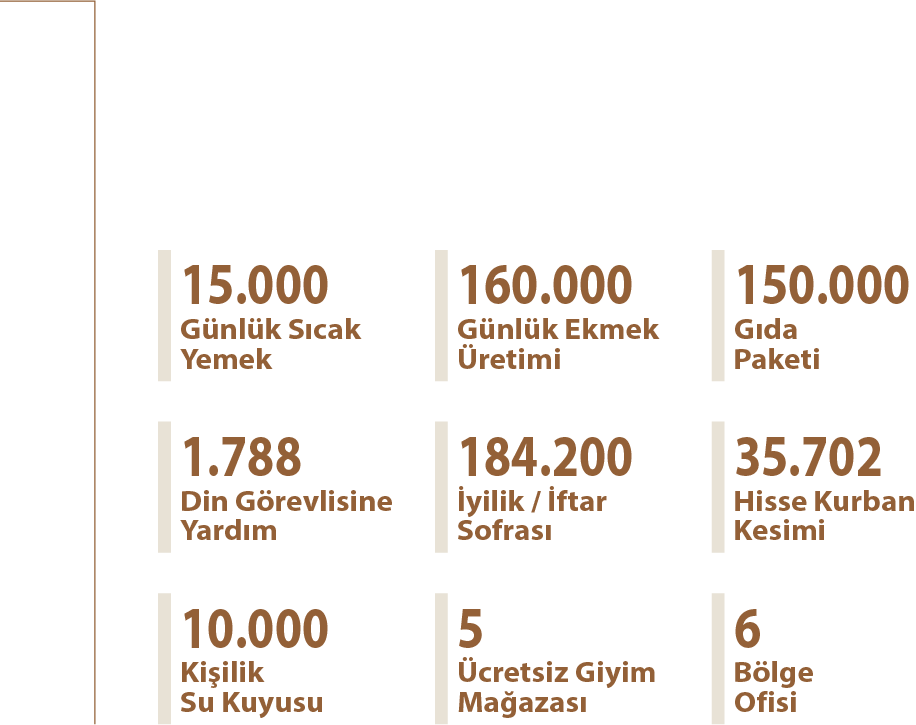 15.000
Günlük Sıcak
Yemek
160.000
Günlük Ekmek
Üretimi
150.000
Gıda
Paketi
1.788
Din Görevlisine
Yardım
184.200
İyilik / İftar
Sofrası
35.702
Hisse Kurban
Kesimi
10.000
Kişilik
Su Kuyusu
5
Ücretsiz Giyim
Mağazası
6
Bölge
Ofisi